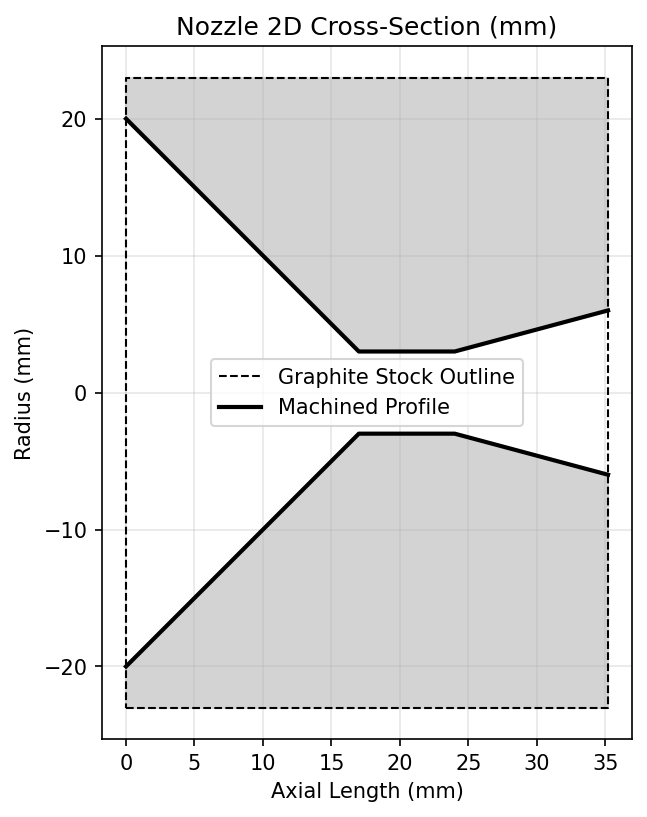 Nozzle 2D Cross-Section (mm)
20
10
0
−10
−20
Radius (mm)
Graphite Stock Outline
Machined Profile
0 5 10 15 20 25 30 35
Axial Length (mm)